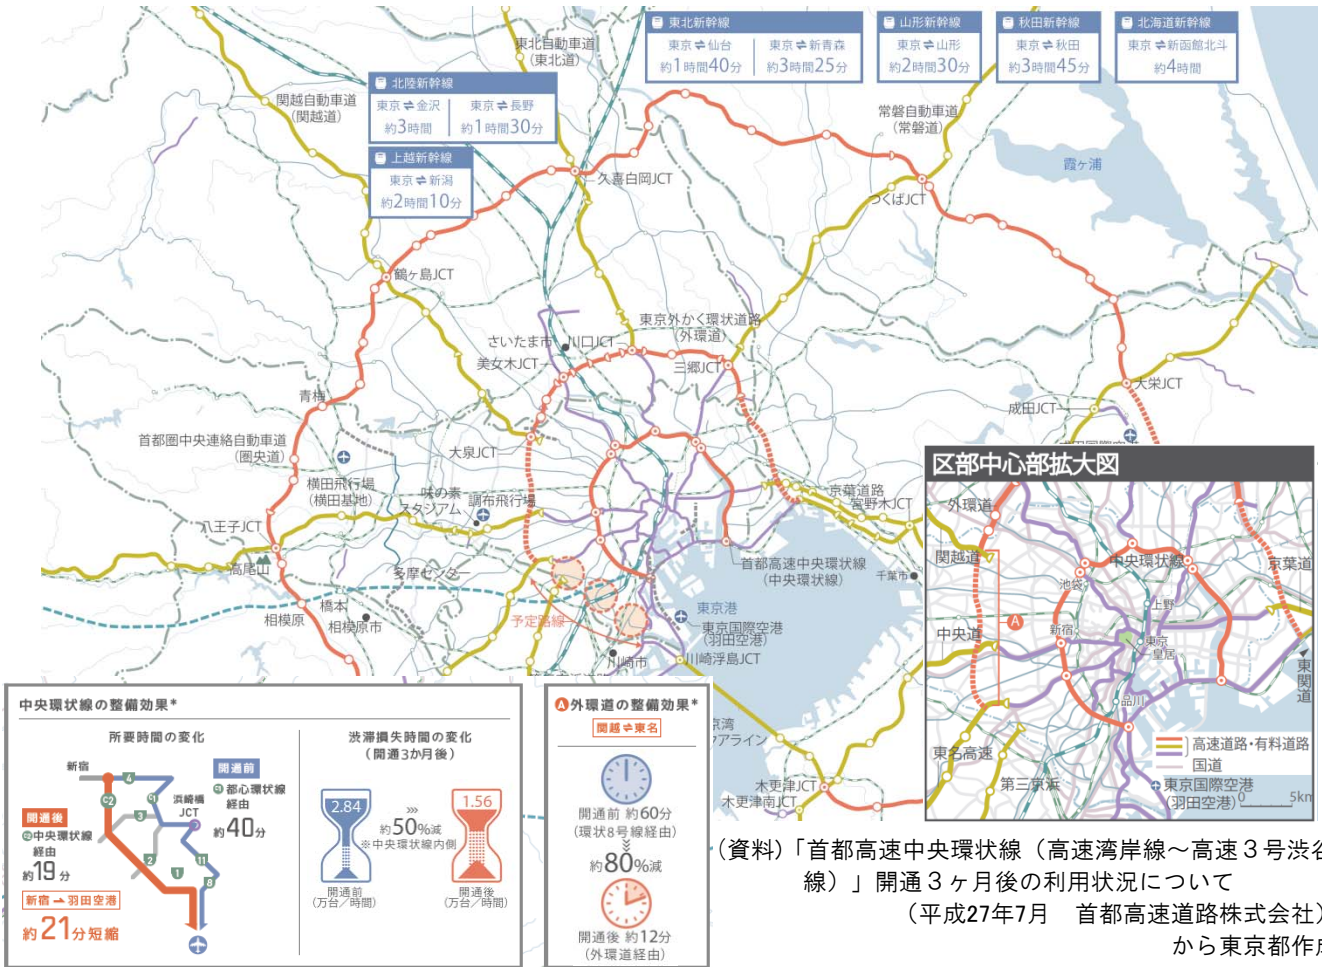 東北新幹線
東京⇌仙台
約1時間40分
東京⇌新青森
約3時間25分
山形新幹線
東京⇌山形
約2時間30分
秋田新幹線
東京⇌秋田
約3時間45分
北海道新幹線
東京⇌新函館北斗
約4時間
東北自動車道
(東北道)
北陸新幹線
東京⇌金沢
約3時間
東京⇌長野
約1時間30分
関越自動車道
(関越道)
常磐自動車道
(常磐道)
上越新幹線
東京⇌新潟
約2時間10分
霞ヶ浦
久喜白岡JCT
つくばJCT
鶴ヶ島JCT
東京外かく環状道路
(外環道)
さいたま市
川口JCT
美女木JCT
三郷JCT
大栄JCT
青梅
成田JCT
首都圏中央連絡自動車道
(圏央道)
大泉JCT
横田飛行場
(横田基地)
味の素
スタジアム
調布飛行場
京葉道路
宮野木JCT
八王子JCT
高尾山
首都高速中央環状線
(中央環状線)
千葉市
多摩センター
橋本
相模原
相模原市
予定路線
東京港
東京国際空港
(羽田空港)
川崎市
川崎浮島JCT
木更津JCT
木更津南JCT
区部中心部拡大図
外環道
関越道
中央環状線
京葉道
池袋
上野
中央道
A
新宿
東京
皇居
東関道
品川
東名高速
第三京浜
高速道路・有料道路
国道
東京国際空港
(羽田空港)
0
5km
中央環状線の整備効果*
所要時間の変化
新宿
4
C2
C1
3
2
1
11
8
浜崎橋
JCT
開通前
C1都心環状線
経由
約40分
開通後
C2中央環状線
経由
約19分
新宿→羽田空港
約21分短縮
渋滞損失時間の変化
(開通3か月後)
2.84
約50%減
※中央環状線内側
1.56
開通前
(万台/時間)
開通後
(万台/時間)
A外環道の整備効果*
関越⇌東名
開通前 約60分
(環状8号線経由)
約80%減
開通後 約12分
(外環道経由)
(資料)「首都高速中央環状線（高速湾岸線～高速３号渋谷
線）」開通３ヶ月後の利用状況について
（平成27年7月 首都高速道路株式会社）
から東京都作成